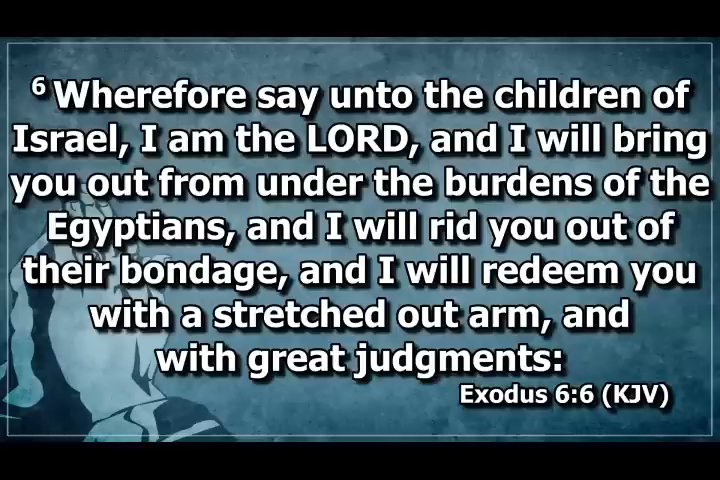 6 Wherefore say unto the children of
Israel, I am the LORD, and I will bring
you out from under the burdens of the
Egyptians, and I will rid you out of
their bondage, and I will redeem you
with a stretched out arm, and
with great judgments:
Exodus 6:6 (KJV)